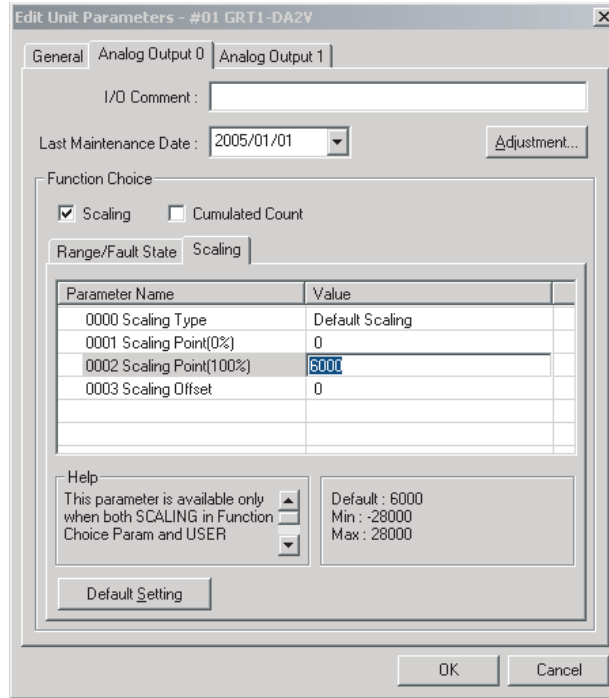 Edit Unit Parameters - #01 GRT1-DA2V
General Analog Output 0 Analog Output 1
I/O Comment :
Last Maintenance Date : 2005/01/01 Adjustment...
Function Choice
Scaling Cumulated Count
Range/Fault State Scaling
Parameter Name Value
0000 Scaling Type Default Scaling
0001 Scaling Point(0%) 0
0002 Scaling Point(100%) 6000
0003 Scaling Offset 0
Help
This parameter is available only
when both SCALING in Function
Choice Param and USER
Default : 6000
Min : -28000
Max : 28000
Default Setting
OK Cancel